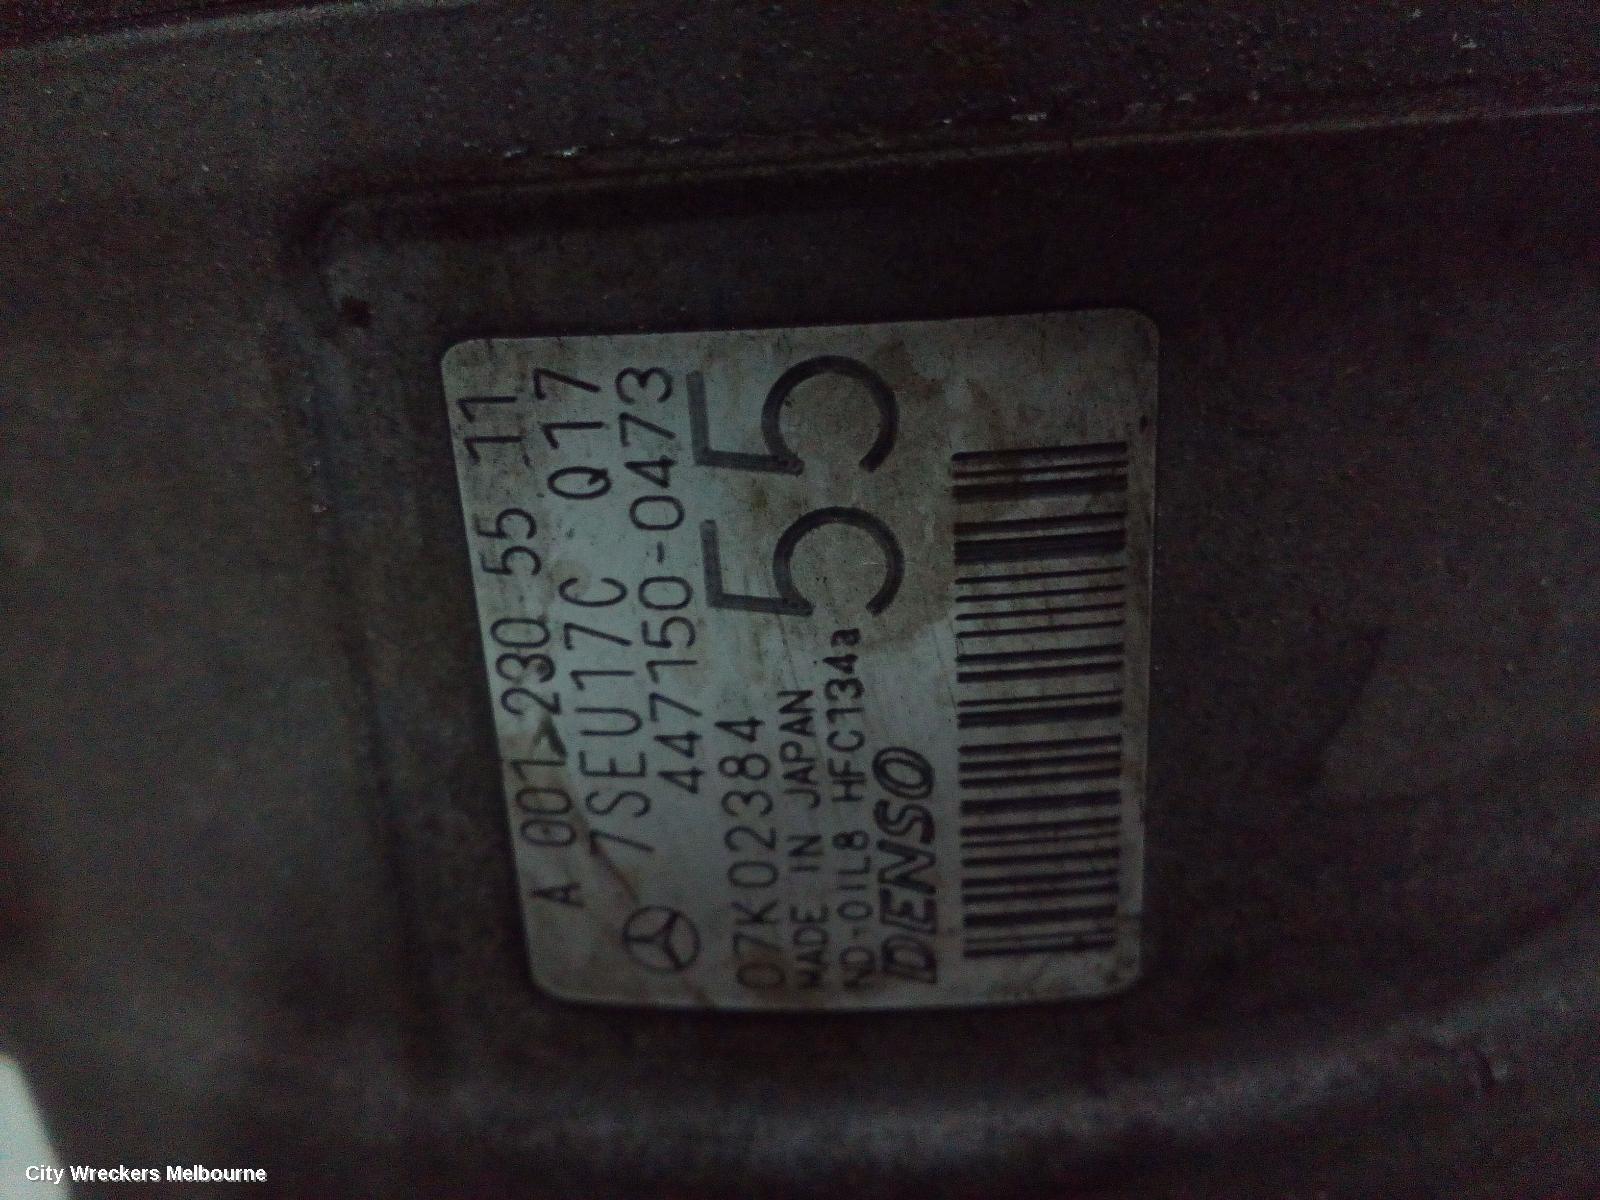 A 001 230 55 11
7SEU17C Q17
447150-0473
07K02384
MADE IN JAPAN
ND-OIL8 HFC134a
55
DENSO
City Wreckers Melbourne